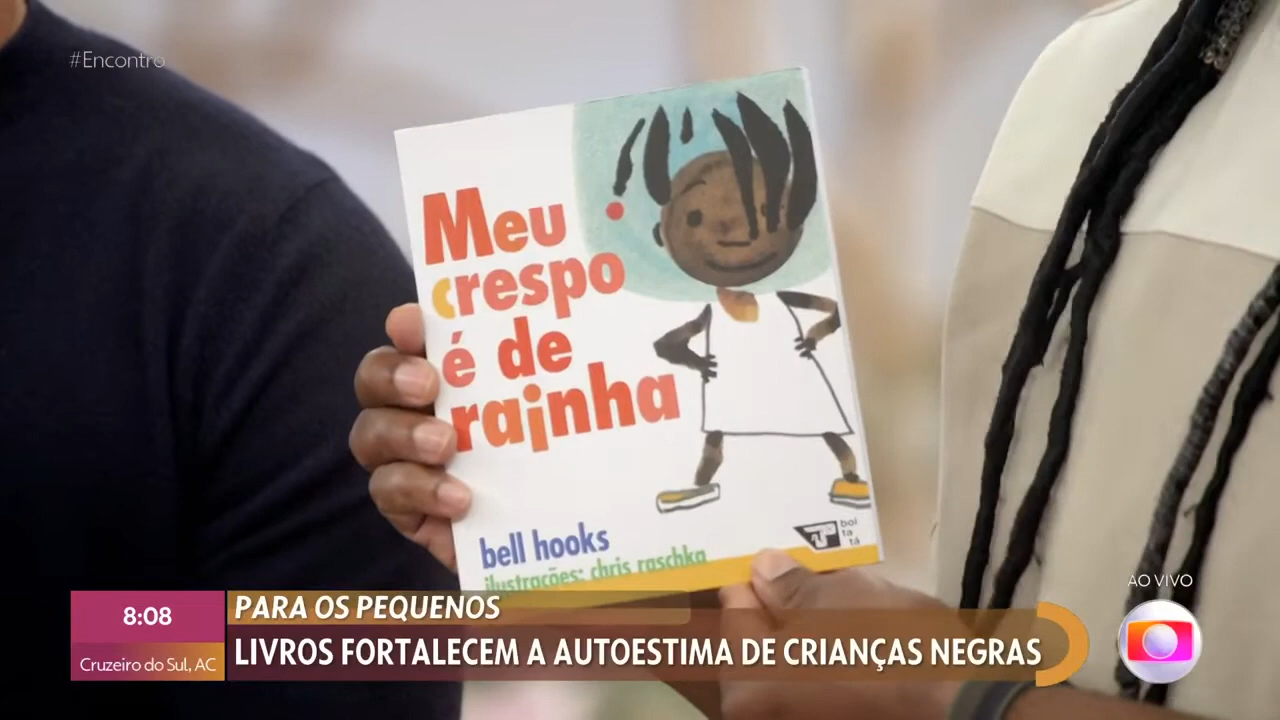 #Encontro
Meu
crespo
é de
rainha
bell hooks
ilustrações: chris raschka
boi
ta
tá
AO VIVO
8:08
PARA OS PEQUENOS
Cruzeiro do Sul, AC
LIVROS FORTALECEM A AUTOESTIMA DE CRIANÇAS NEGRAS